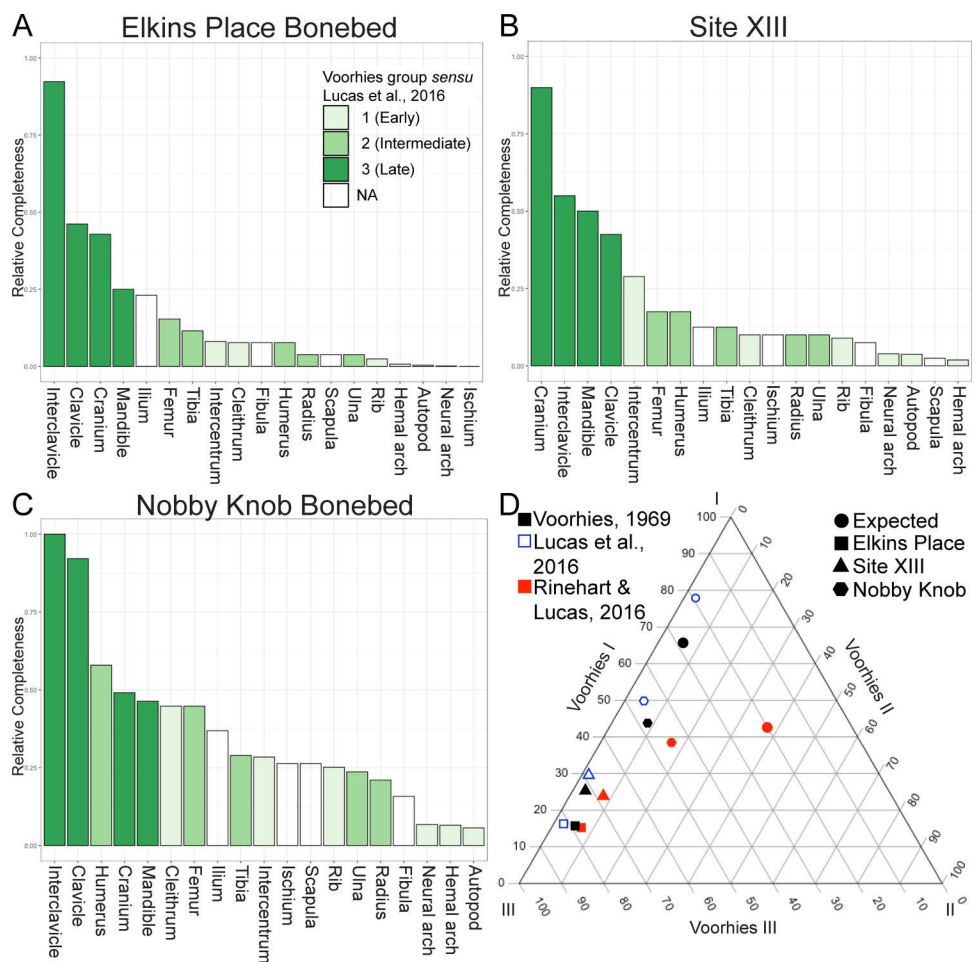 A
Elkins Place Bonebed
Relative Completeness
1.00
0.75
0.50
0.25
0.00
Voorhies group sensu
Lucas et al., 2016
1 (Early)
2 (Intermediate)
3 (Late)
NA
Interclavicle
Clavicle
Cranium
Mandible
Ilium
Femur
Tibia
Intercentrum
Cleithrum
Fibula
Humerus
Radius
Scapula
Ulna
Rib
Hemal arch
Autopod
Neural arch
Ischium
B
Site XIII
Relative Completeness
1.00
0.75
0.50
0.25
0.00
Cranium
Interclavicle
Mandible
Clavicle
Intercentrum
Femur
Humerus
Ilium
Tibia
Cleithrum
Ischium
Radius
Ulna
Rib
Fibula
Neural arch
Autopod
Scapula
Hemal arch
C
Nobby Knob Bonebed
Relative Completeness
1.00
0.75
0.50
0.25
0.00
Interclavicle
Clavicle
Humerus
Cranium
Mandible
Cleithrum
Femur
Ilium
Tibia
Intercentrum
Ischium
Scapula
Rib
Ulna
Radius
Fibula
Neural arch
Hemal arch
Autopod
D
Voorhies, 1969
Lucas et al.,
2016
Rinehart &
Lucas, 2016
Expected
Elkins Place
Site XIII
Nobby Knob
I
100
90
80
70
60
50
40
30
20
10
0
Voorhies I
0
10
20
30
40
50
60
70
80
90
100
Voorhies II
II
III
100
90
80
70
60
50
40
30
20
10
0
Voorhies III